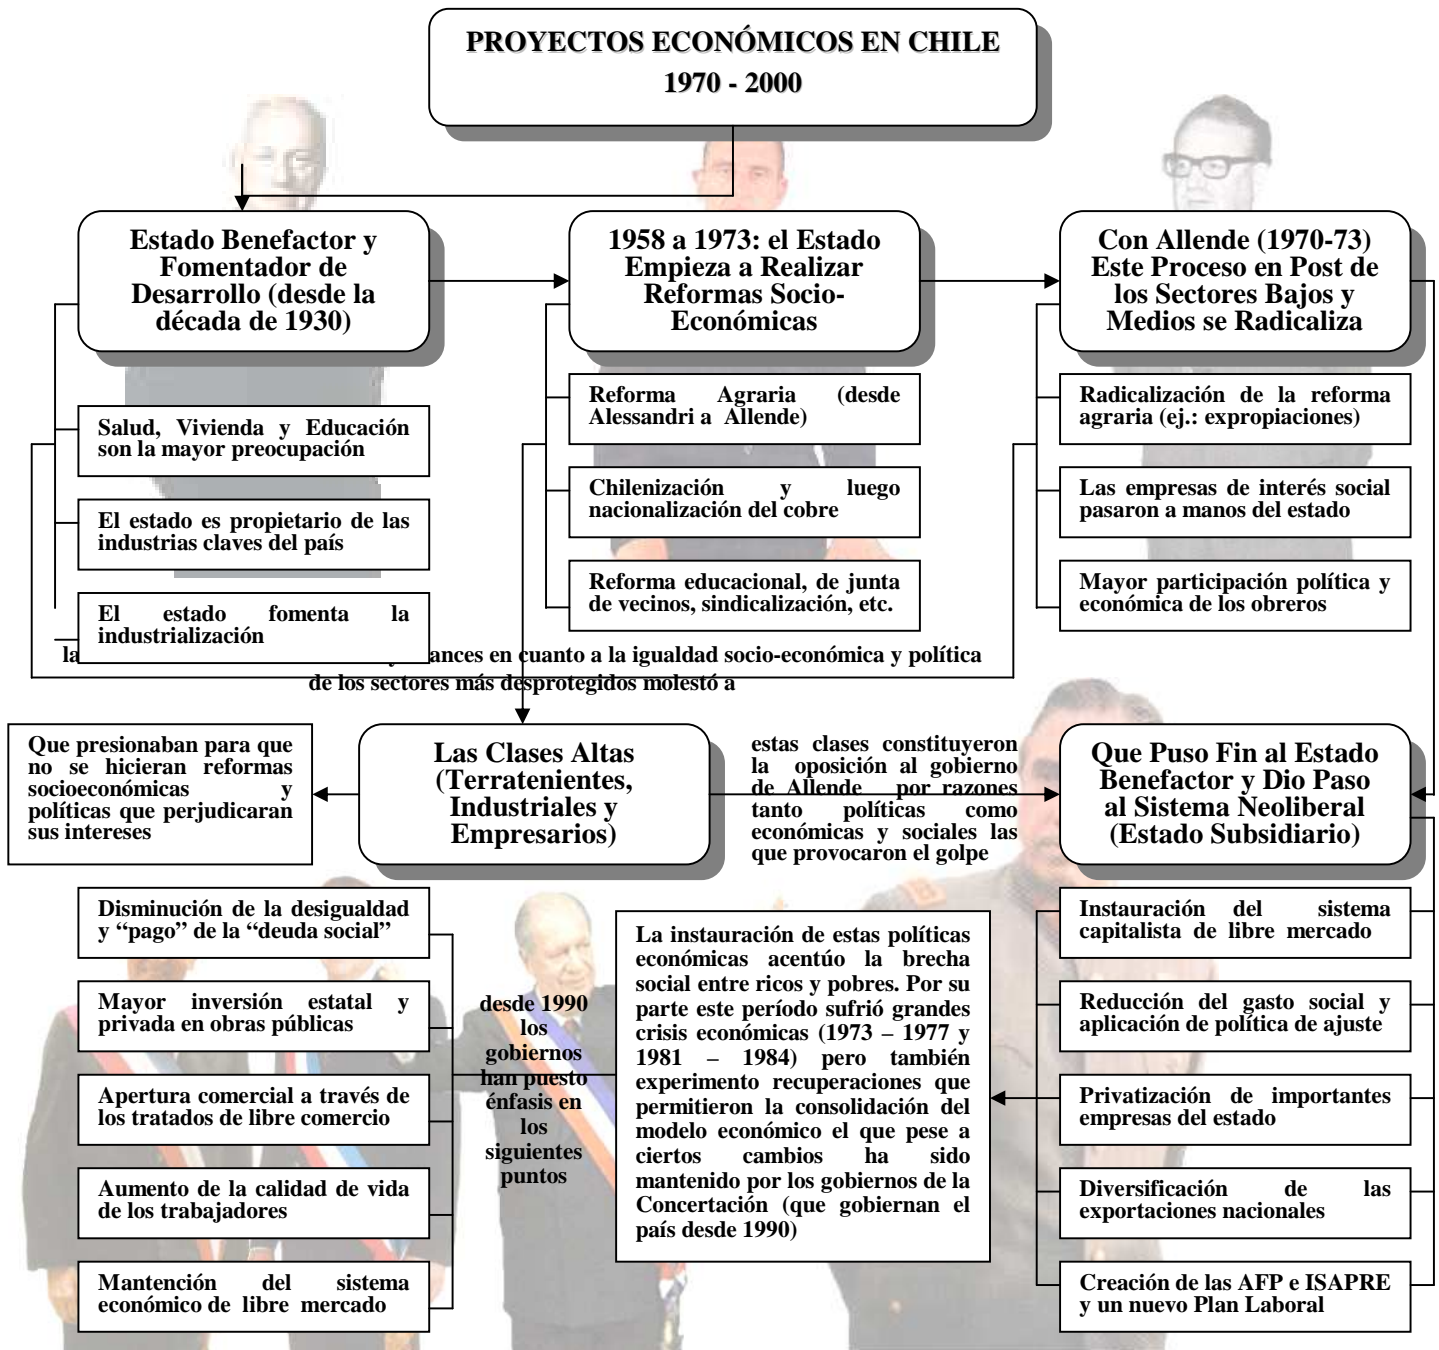 PROYECTOS ECONÓMICOS EN CHILE
1970 - 2000
Estado Benefactor y
Fomentador de
Desarrollo (desde la
década de 1930)
1958 a 1973: el Estado
Empieza a Realizar
Reformas Socio-
Económicas
Con Allende (1970-73)
Este Proceso en Post de
los Sectores Bajos y
Medios se Radicaliza
Salud, Vivienda y Educación
son la mayor preocupación
El estado es propietario de las
industrias claves del país
El estado fomenta la
industrialización
Reforma Agraria (desde
Alessandri a Allende)
Chilenización y luego
nacionalización del cobre
Reforma educacional, de junta
de vecinos, sindicalización, etc.
Radicalización de la reforma
agraria (ej.: expropiaciones)
Las empresas de interés social
pasaron a manos del estado
Mayor participación política y
económica de los obreros
en cuanto a la igualdad socio-económica y política
de los sectores más desprotegidos molestó a
Que presionaban para que
no se hicieran reformas
socioeconómicas y
políticas que perjudicaran
sus intereses
Las Clases Altas
(Terratenientes,
Industriales y
Empresarios)
estas clases constituyeron
la oposición al gobierno
de Allende por razones
tanto políticas como
económicas y sociales las
que provocaron el golpe
Que Puso Fin al Estado
Benefactor y Dio Paso
al Sistema Neoliberal
(Estado Subsidiario)
Instauración del sistema
capitalista de libre mercado
Reducción del gasto social y
aplicación de política de ajuste
Privatización de importantes
empresas del estado
Diversificación de las
exportaciones nacionales
Creación de las AFP e ISAPRE
y un nuevo Plan Laboral
La instauración de estas políticas
económicas acentúo la brecha
social entre ricos y pobres. Por su
parte este período sufrió grandes
crisis económicas (1973 – 1977 y
1981 – 1984) pero también
experimento recuperaciones que
permitieron la consolidación del
modelo económico el que pese a
ciertos cambios ha sido
mantenido por los gobiernos de la
Concertación (que gobiernan el
país desde 1990)
desde 1990
los
gobiernos
han puesto
énfasis en
los
siguientes
puntos
Disminución de la desigualdad
y “pago” de la “deuda social”
Mayor inversión estatal y
privada en obras públicas
Apertura comercial a través de
los tratados de libre comercio
Aumento de la calidad de vida
de los trabajadores
Mantención del sistema
económico de libre mercado